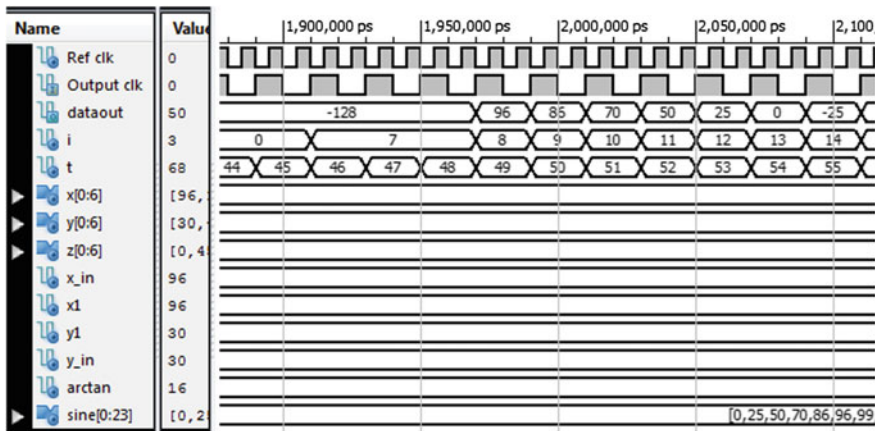 Name Value 1,900,000 ps 1,950,000 ps 2,000,000 ps 2,050,000 ps 2,100,
Ref clk 0
Output clk 0
dataout 50 -128 96 85 70 50 25 0 -25
i 3 0 7 8 9 10 11 12 13 14
t 68 44 45 46 47 48 49 50 51 52 53 54 55
x[0:6] [96,
y[0:6] [30,
z[0:6] [0,4
x_in 96
x1 96
y1 30
y_in 30
arctan 16
sine[0:23] [0,2 [0,25,50,70,86,96,99